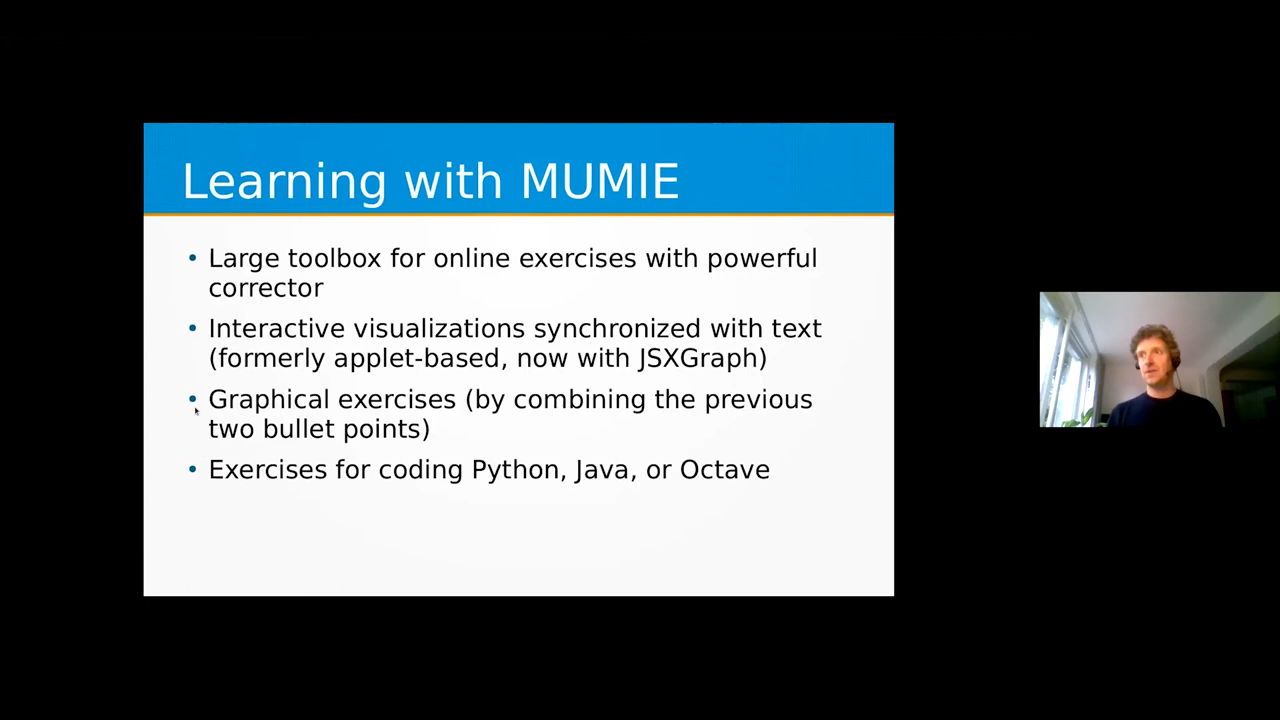 Learning with MUMIE
• Large toolbox for online exercises with powerful
corrector
• Interactive visualizations synchronized with text
(formerly applet-based, now with JSXGraph)
• Graphical exercises (by combining the previous
two bullet points)
• Exercises for coding Python, Java, or Octave